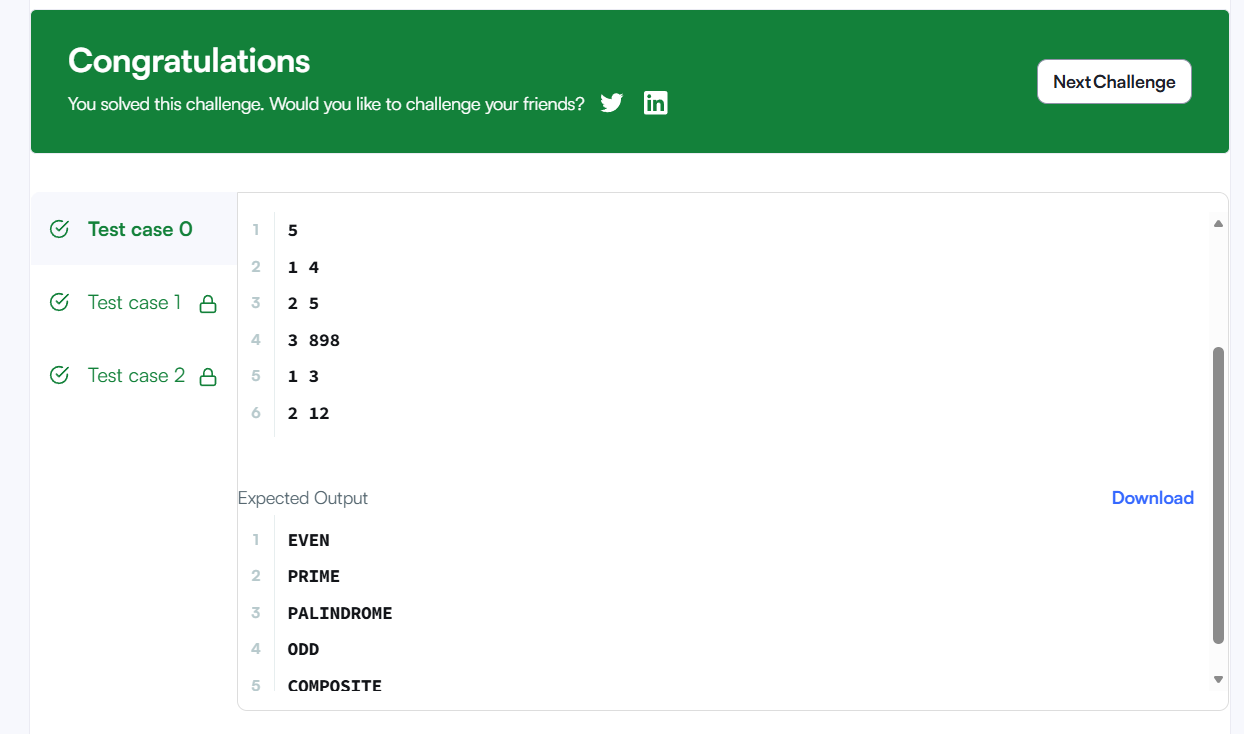 Congratulations
You solved this challenge. Would you like to challenge your friends?
Next Challenge
Test case 0
Test case 1
Test case 2
1 5
2 1 4
3 2 5
4 3 898
5 1 3
6 2 12
Expected Output
Download
1 EVEN
2 PRIME
3 PALINDROME
4 ODD
5 COMPOSITE